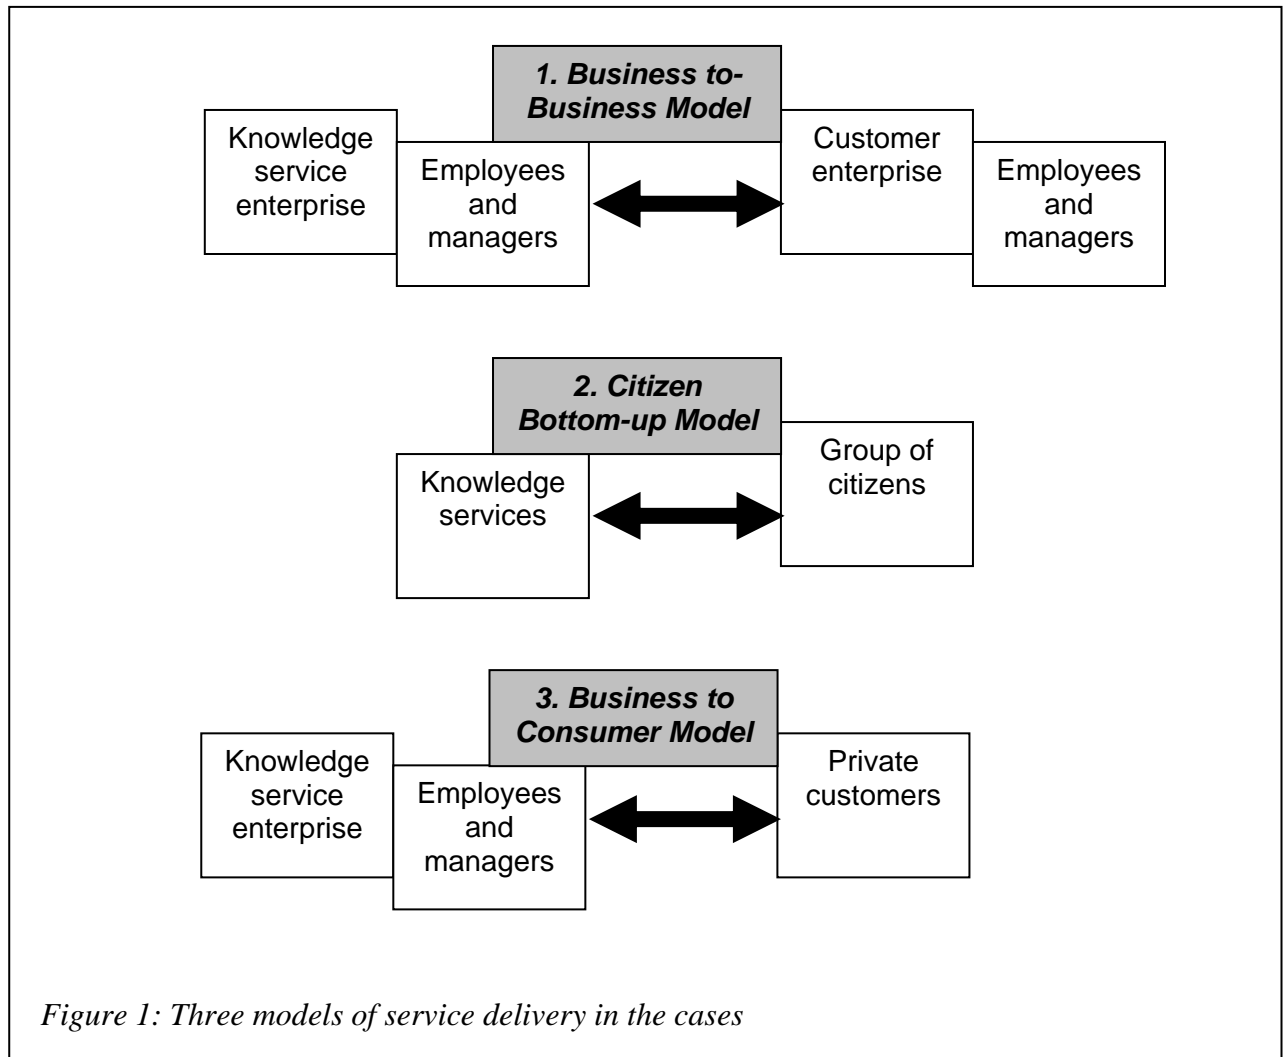 1. Business to-
Business Model
Knowledge
service
enterprise
Employees
and
managers
Customer
enterprise
Employees
and
managers
2. Citizen
Bottom-up Model
Knowledge
services
Group of
citizens
3. Business to
Consumer Model
Knowledge
service
enterprise
Employees
and
managers
Private
customers
Figure 1: Three models of service delivery in the cases